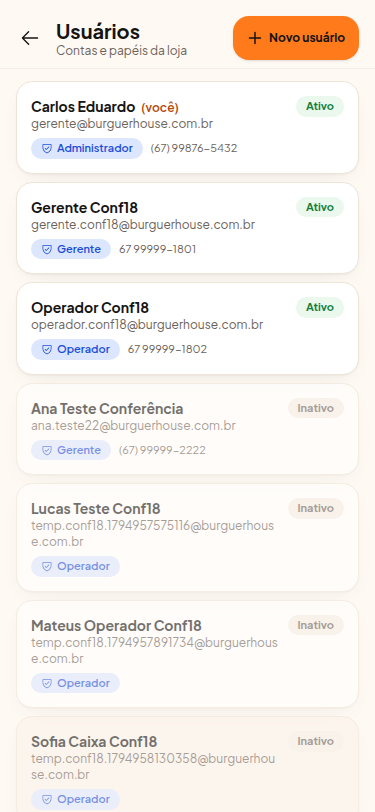 Usuários
Contas e papéis da loja
Novo usuário
Carlos Eduardo (você)
Ativo
gerente@burguerhouse.com.br
Administrador (67) 99876-5432
Gerente Conf18
Ativo
gerente.conf18@burguerhouse.com.br
Gerente 67 99999-1801
Operador Conf18
Ativo
operador.conf18@burguerhouse.com.br
Operador 67 99999-1802
Ana Teste Conferência
Inativo
ana.teste22@burguerhouse.com.br
Gerente (67) 99999-2222
Lucas Teste Conf18
Inativo
temp.conf18.1794957575116@burguerhous
e.com.br
Operador
Mateus Operador Conf18
Inativo
temp.conf18.1794957891734@burguerhous
e.com.br
Operador
Sofia Caixa Conf18
Inativo
temp.conf18.1794958130358@burguerhou
se.com.br
Operador